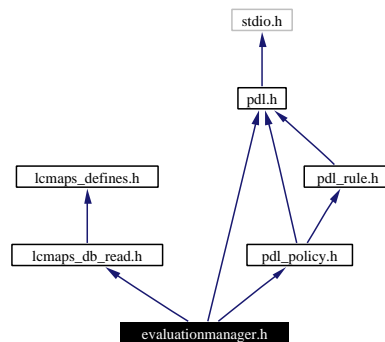 stdio.h
pdl.h
lcmaps_defines.h
pdl_rule.h
lcmaps_db_read.h
pdl_policy.h
evaluationmanager.h